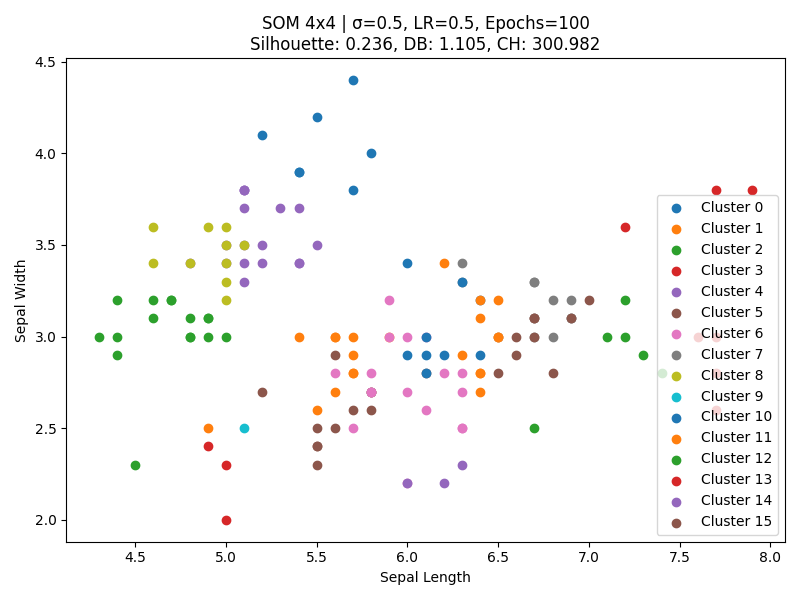 SOM 4x4 | σ=0.5, LR=0.5, Epochs=100
Silhouette: 0.236, DB: 1.105, CH: 300.982
4.5
4.0
3.5
3.0
2.5
2.0
Sepal Width
Cluster 0
Cluster 1
Cluster 2
Cluster 3
Cluster 4
Cluster 5
Cluster 6
Cluster 7
Cluster 8
Cluster 9
Cluster 10
Cluster 11
Cluster 12
Cluster 13
Cluster 14
Cluster 15
4.5 5.0 5.5 6.0 6.5 7.0 7.5 8.0
Sepal Length